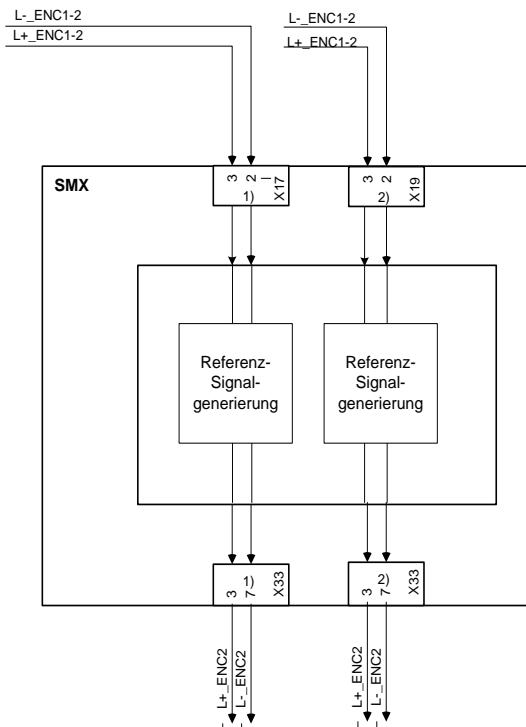 L-_ENC1-2
L+_ENC1-2
L-_ENC1-2
L+_ENC1-2
SMX
3
2
1)
X17
3
2
2)
X19
Referenz-
Signal-
generierung
Referenz-
Signal-
generierung
3
7
1)
X33
3
7
2)
X33
L+_ENC2
L-_ENC2
L+_ENC2
L-_ENC2